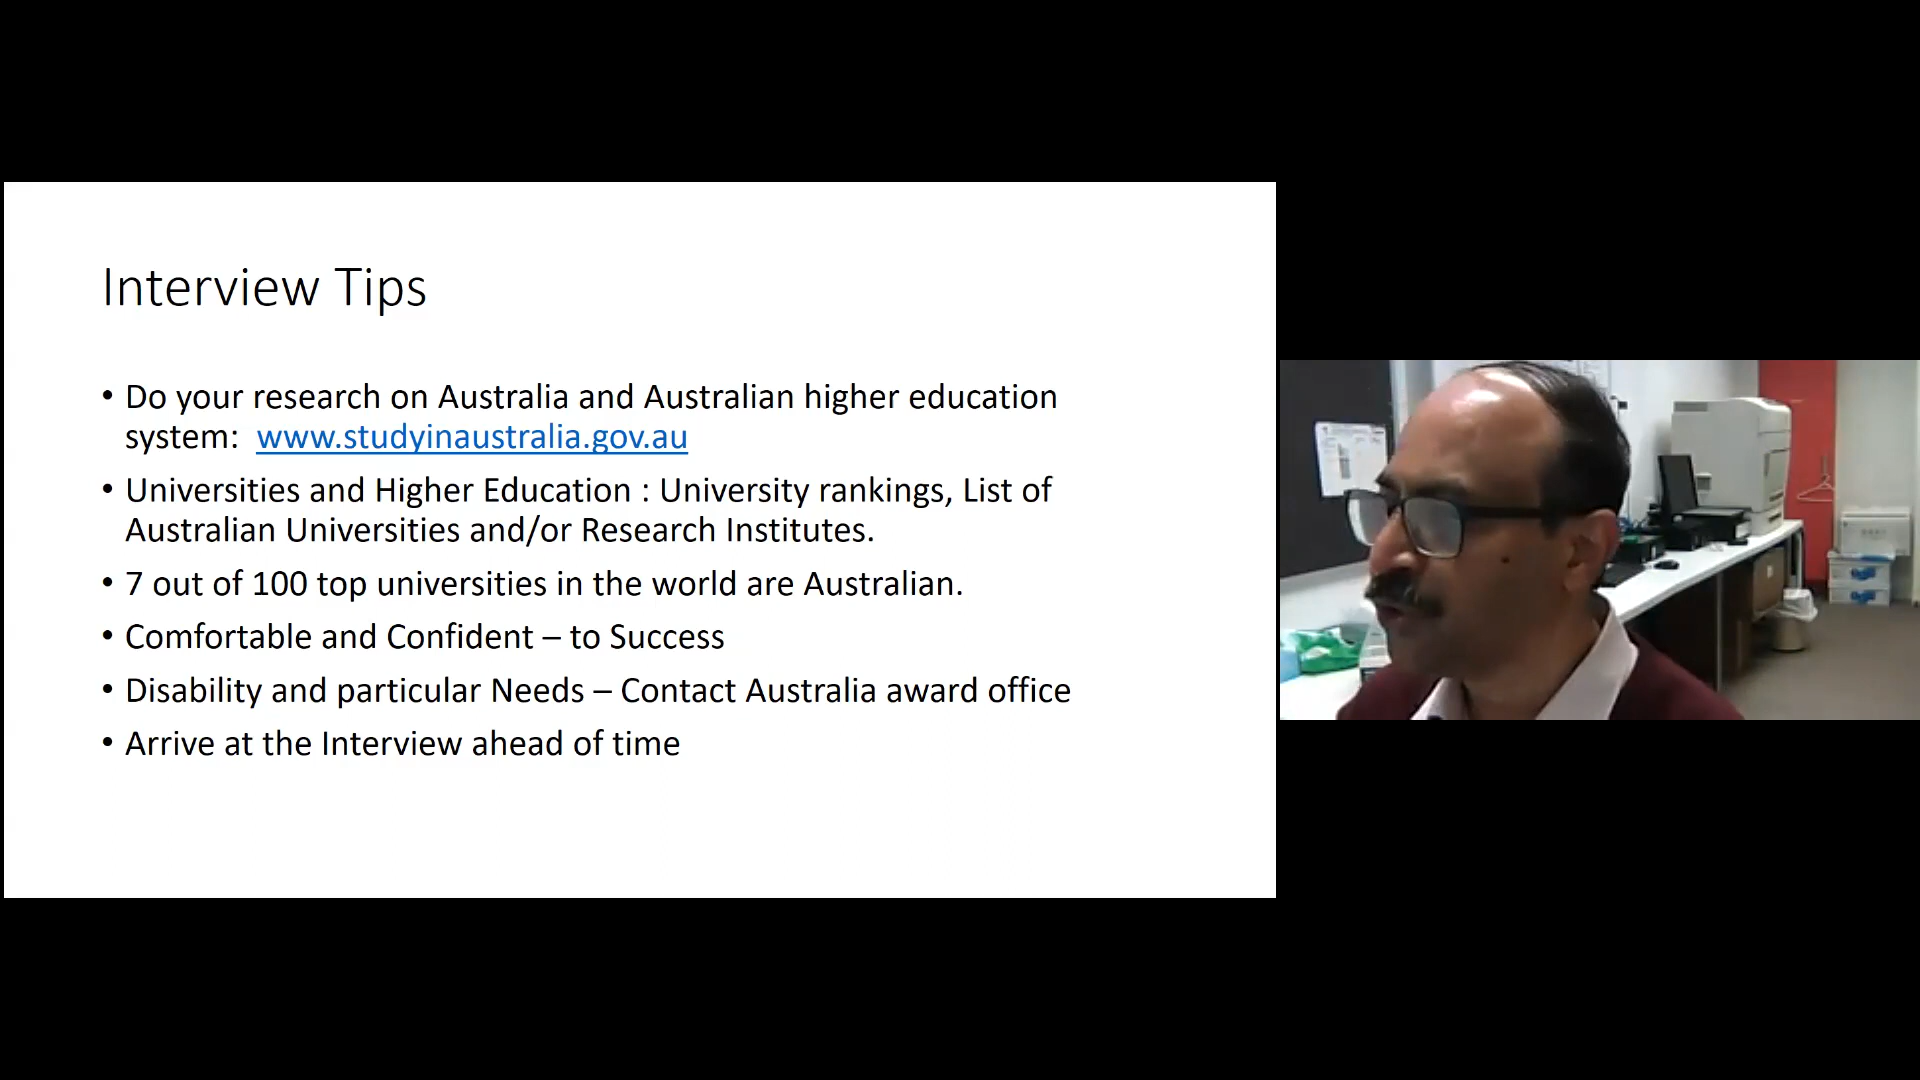 Interview Tips
• Do your research on Australia and Australian higher education
system: www.studyinaustralia.gov.au
• Universities and Higher Education : University rankings, List of
Australian Universities and/or Research Institutes.
• 7 out of 100 top universities in the world are Australian.
• Comfortable and Confident – to Success
• Disability and particular Needs – Contact Australia award office
• Arrive at the Interview ahead of time